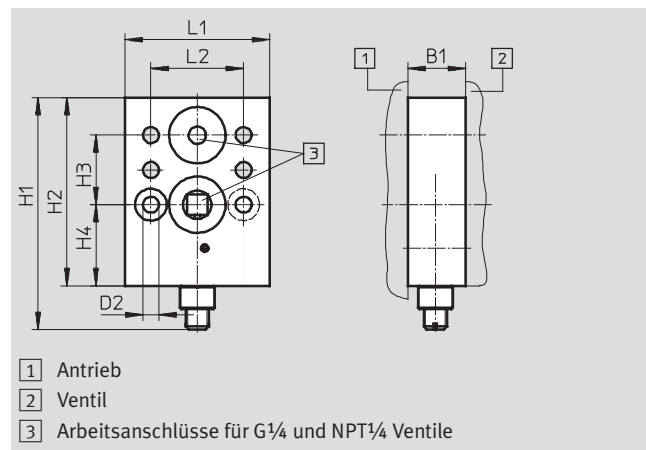 L1
L2
B1
1
2
3
H1
H2
H3
H4
D2
1 Antrieb
2 Ventil
3 Arbeitsanschlüsse für G¼ und NPT¼ Ventile